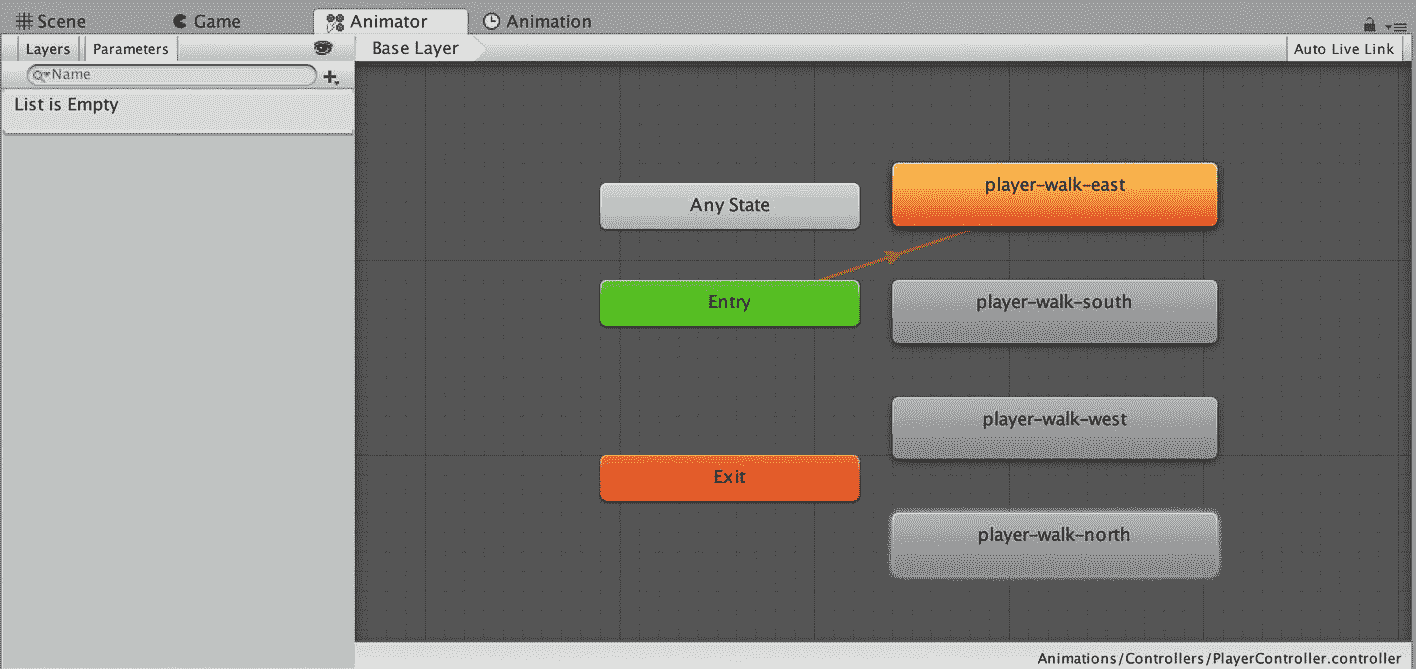 Scene Game Animator Animation
Layers Parameters Base Layer Auto Live Link
Name
List is Empty
player-walk-east
Any State
Entry
player-walk-south
player-walk-west
Exit
player-walk-north
Animations/Controllers/PlayerController.controller